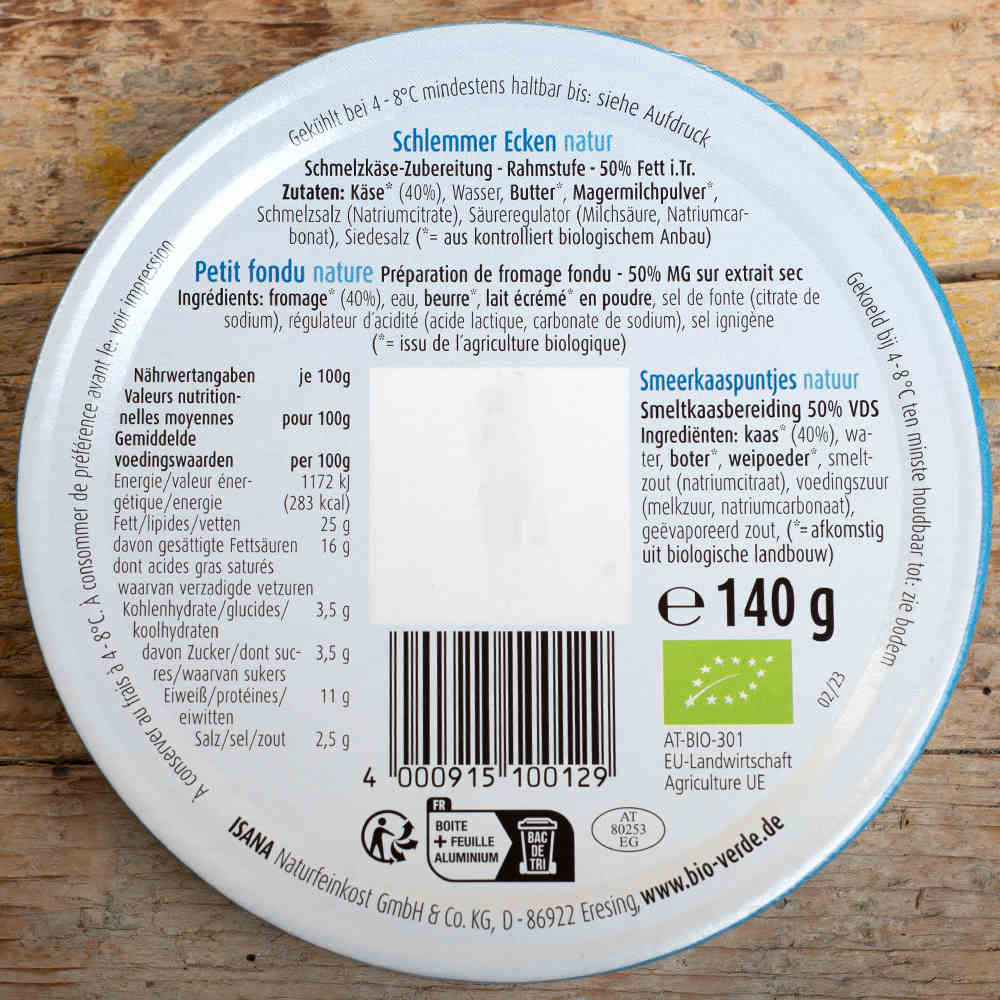 Gekühlt bei 4 - 8°C mindestens haltbar bis: siehe Aufdruck
Schlemmer Ecken natur
Schmelzkäse-Zubereitung - Rahmstufe - 50% Fett i.Tr.
Zutaten: Käse* (40%), Wasser, Butter*, Magermilchpulver*,
Schmelzsalz (Natriumcitrate), Säureregulator (Milchsäure, Natriumcar-
bonat), Siedesalz (*= aus kontrolliert biologischem Anbau)
Petit fondu nature Préparation de fromage fondu - 50% MG sur extrait sec
Ingrédients: fromage* (40%), eau, beurre*, lait écrémé* en poudre, sel de fonte (citrate de
sodium), régulateur d'acidité (acide lactique, carbonate de sodium), sel ignigène
(*= issu de l'agriculture biologique)
À conserver au frais à 4- 8°C. À consommer de préférence avant le: voir impression
Nährwertangaben je 100g
Valeurs nutrition-
nelles moyennes pour 100g
Gemiddelde
voedingswaarden per 100g
Energie/valeur éner- 1172 kJ
gétique/energie (283 kcal)
Fett/lipides/vetten 25 g
davon gesättigte Fettsäuren 16 g
dont acides gras saturés
waarvan verzadigde vetzuren
Kohlenhydrate/glucides/ 3,5 g
koolhydraten
davon Zucker/dont suc- 3,5 g
res/waarvan sukers
Eiweiß/protéines/ 11 g
eiwitten
Salz/sel/zout 2,5 g
Smeerkaaspuntjes natuur
Smeltkaasbereiding 50% VDS
Ingrediënten: kaas* (40%), wa-
ter, boter*, weipoeder*, smelt-
zout (natriumcitraat), voedingszuur
(melkzuur, natriumcarbonaat),
geëvaporeerd zout, (*=afkomstig
uit biologische landbouw)
Gekoeld bij 4-8°C ten minste houdbaar tot: zie bodem
e 140 g
02/23
AT-BIO-301
EU-Landwirtschaft
Agriculture UE
4 000915 100129
FR
BOITE
+ FEUILLE
ALUMINIUM
BAC
DE
TRI
AT
80253
EG
ISANA Naturfeinkost GmbH & Co. KG, D - 86922 Eresing, www.bio-verde.de